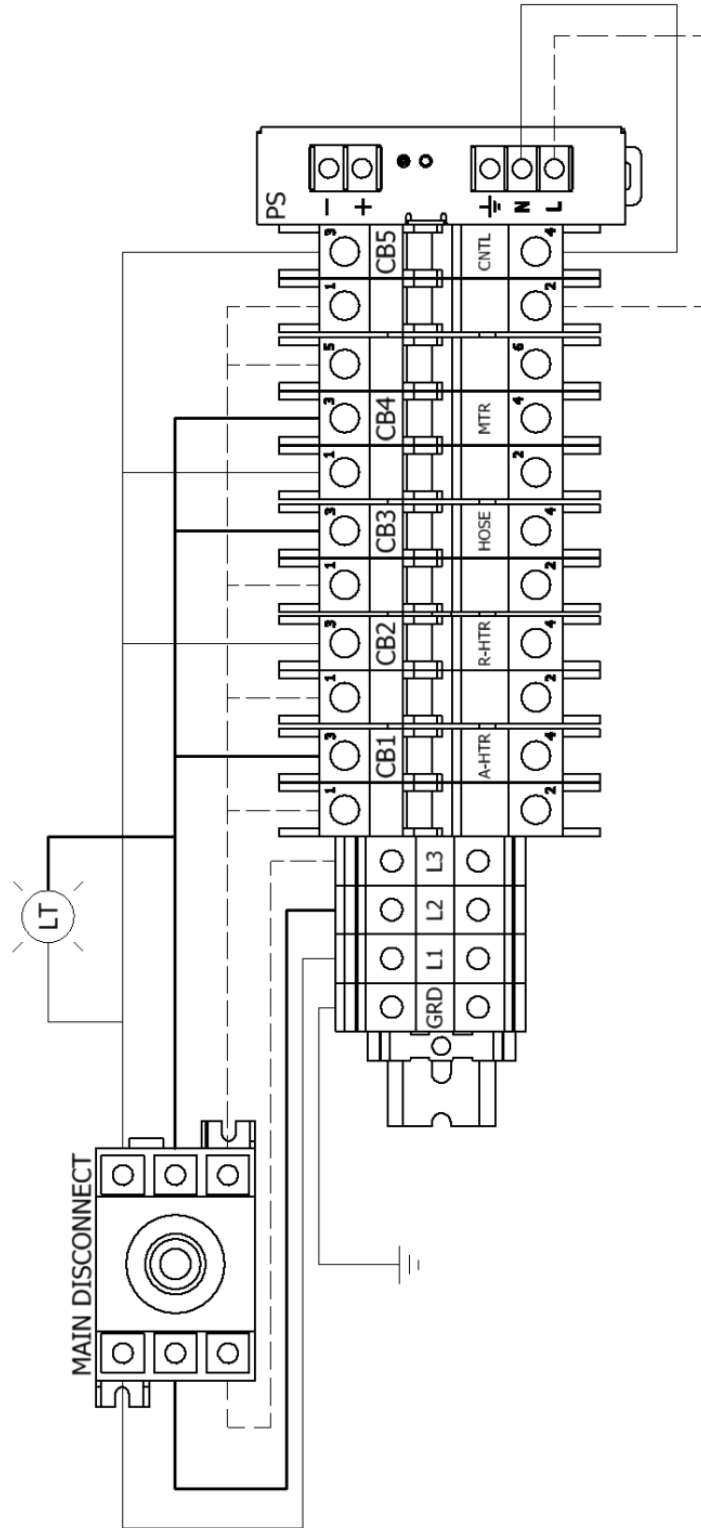 LT
MAIN DISCONNECT
PS
−
+
N
L
3
CB5
CNTL
4
1
2
5
6
3
CB4
MTR
4
1
2
3
CB3
HOSE
4
1
2
3
CB2
R-HTR
4
1
2
3
CB1
A-HTR
4
1
2
L3
L2
L1
GRD